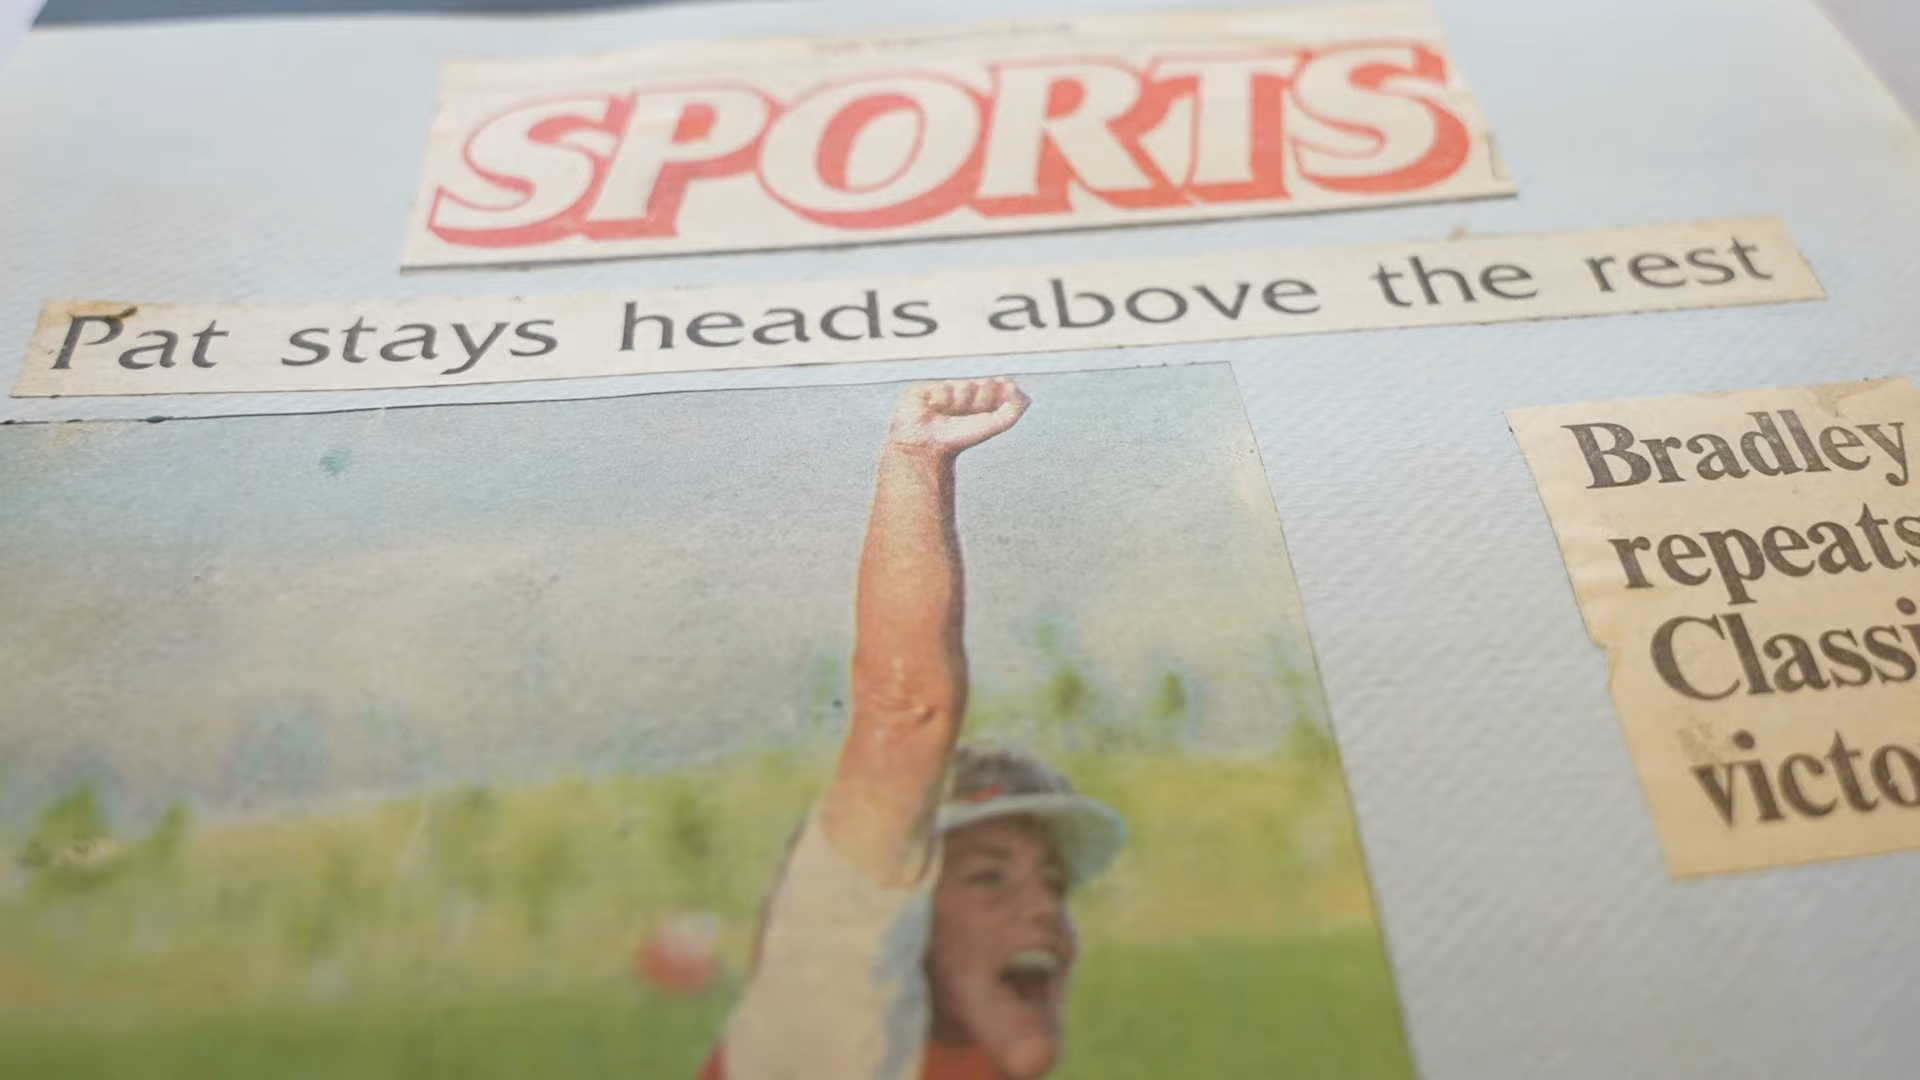 SPORTS
Pat stays heads above the rest
Bradley
repeats
Classi
victo